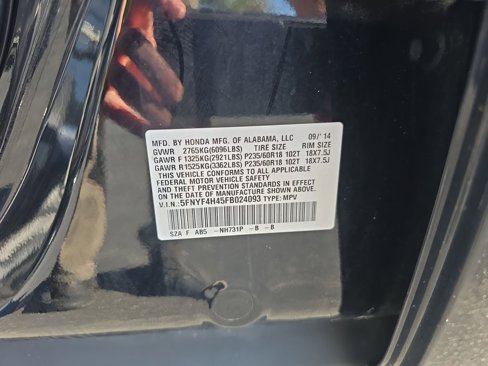 MFD. BY HONDA MFG. OF ALABAMA, LLC 09/'14
GVWR 2765KG(6096LBS) TIRE SIZE RIM SIZE
GAWR F 1325KG(2921LBS) P235/60R18 102T 18X7.5J
GAWR R1525KG(3362LBS) P235/60R18 102T 18X7.5J
THIS VEHICLE CONFORMS TO ALL APPLICABLE
FEDERAL MOTOR VEHICLE SAFETY
AND THEFT PREVENTION STANDARDS IN EFFECT
ON THE DATE OF MANUFACTURE SHOWN ABOVE.
V.I.N.: 5FNYF4H45FB024093 TYPE: MPV
SZA F AB5 -NH731P -B -B